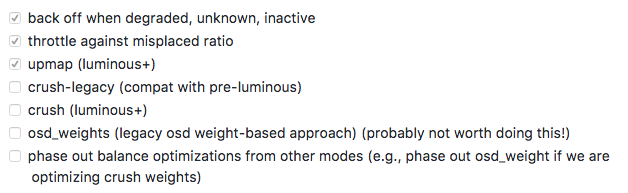 back off when degraded, unknown, inactive
throttle against misplaced ratio
upmap (luminous+)
crush-legacy (compat with pre-luminous)
crush (luminous+)
osd_weights (legacy osd weight-based approach) (probably not worth doing this!)
phase out balance optimizations from other modes (e.g., phase out osd_weight if we are
optimizing crush weights)